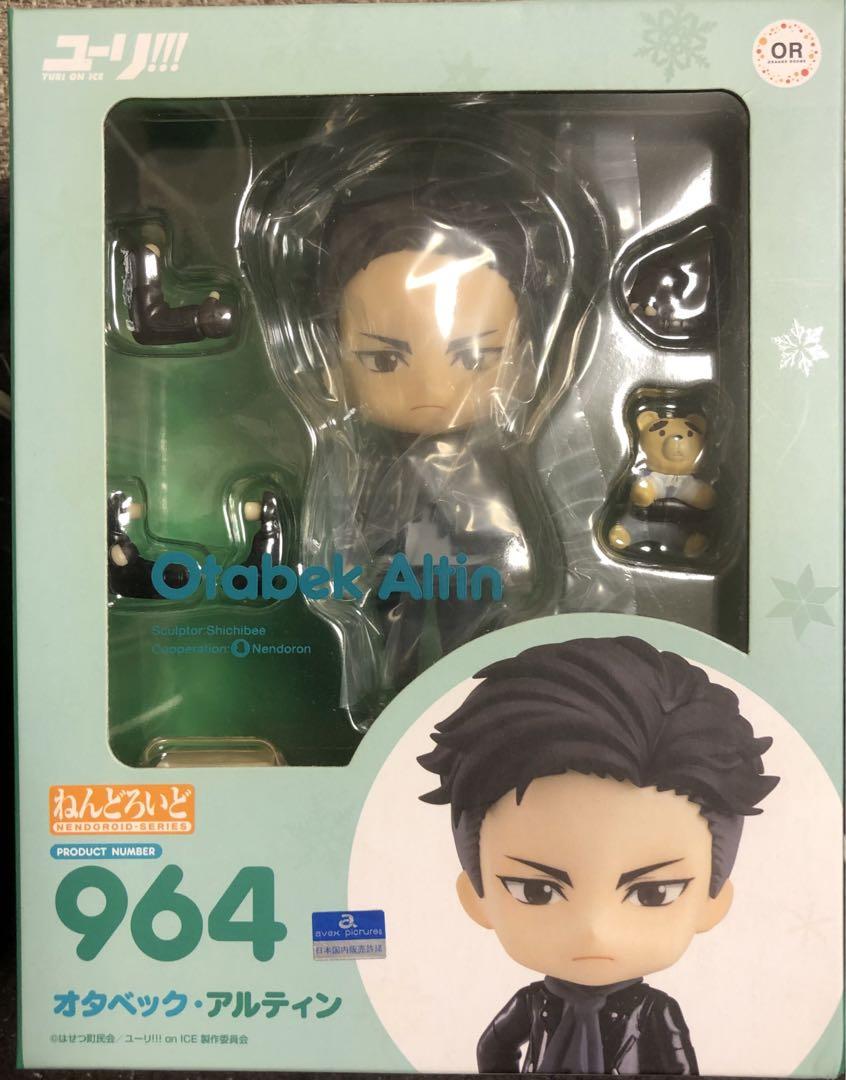 ユーリ!!!
YURI ON ICE
OR
ORANGE ROUGE
Otabek Altin
Sculptor:Shichibee
Cooperation: Nendoron
ねんどろいど
NENDOROID-SERIES
PRODUCT NUMBER
964
a
avex pictures
日本国内販売許諾
オタベック・アルティン
©はせつ町民会/ユーリ!!! on ICE 製作委員会